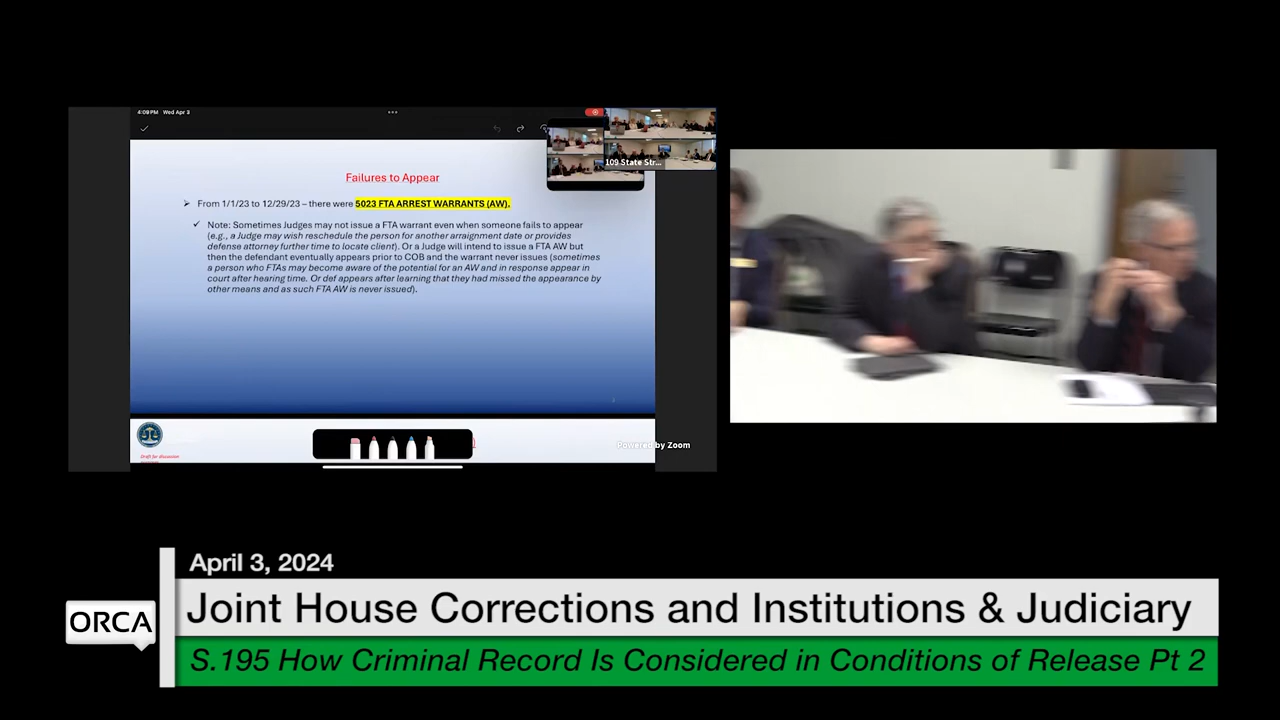 4:09PM Wed Apr 3
109 State Str...
Failures to Appear
From 1/1/23 to 12/29/23 – there were 5023 FTA ARREST WARRANTS (AW).
Note: Sometimes Judges may not issue a FTA warrant even when someone fails to appear
(e.g., a Judge may wish reschedule the person for another arraignment date or provides
defense attorney further time to locate client). Or a Judge will intend to issue a FTA AW but
then the defendant eventually appears prior to COB and the warrant never issues (sometimes
a person who FTAs may become aware of the potential for an AW and in response appear in
court after hearing time. Or def appears after learning that they had missed the appearance by
other means and as such FTA AW is never issued).
Draft for discussion
Powered by Zoom
April 3, 2024
ORCA
Joint House Corrections and Institutions & Judiciary
S.195 How Criminal Record Is Considered in Conditions of Release Pt 2